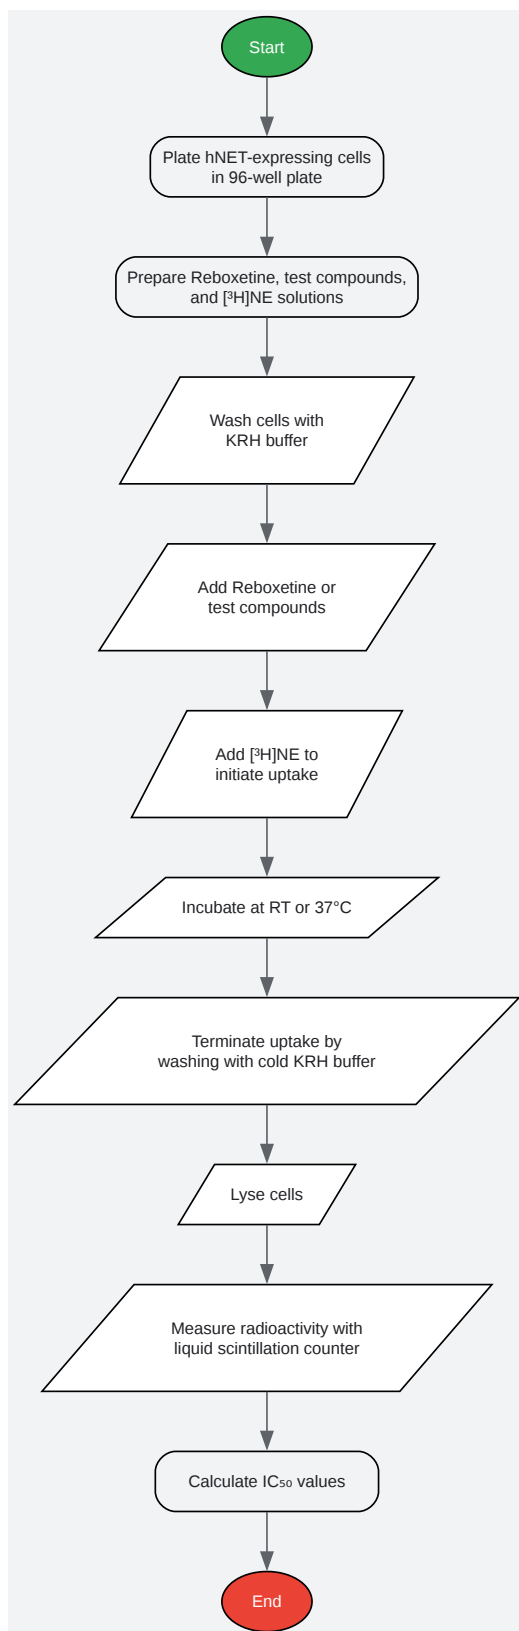 Start
Plate hNET-expressing cells
in 96-well plate
Prepare Reboxetine, test compounds,
and [³H]NE solutions
Wash cells with
KRH buffer
Add Reboxetine or
test compounds
Add [³H]NE to
initiate uptake
Incubate at RT or 37°C
Terminate uptake by
washing with cold KRH buffer
Lyse cells
Measure radioactivity with
liquid scintillation counter
Calculate IC₅₀ values
End